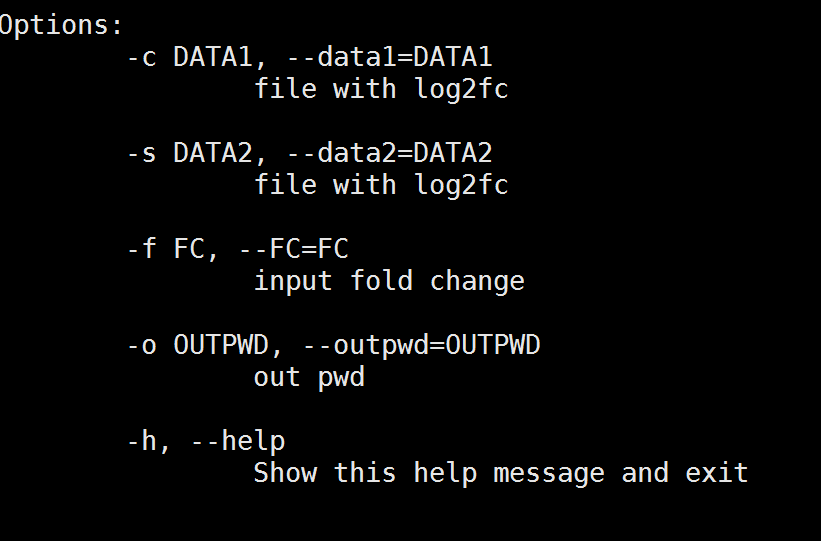 Options:
-c DATA1, --data1=DATA1
file with log2fc
-s DATA2, --data2=DATA2
file with log2fc
-f FC, --FC=FC
input fold change
-o OUTPWD, --outpwd=OUTPWD
out pwd
-h, --help
Show this help message and exit